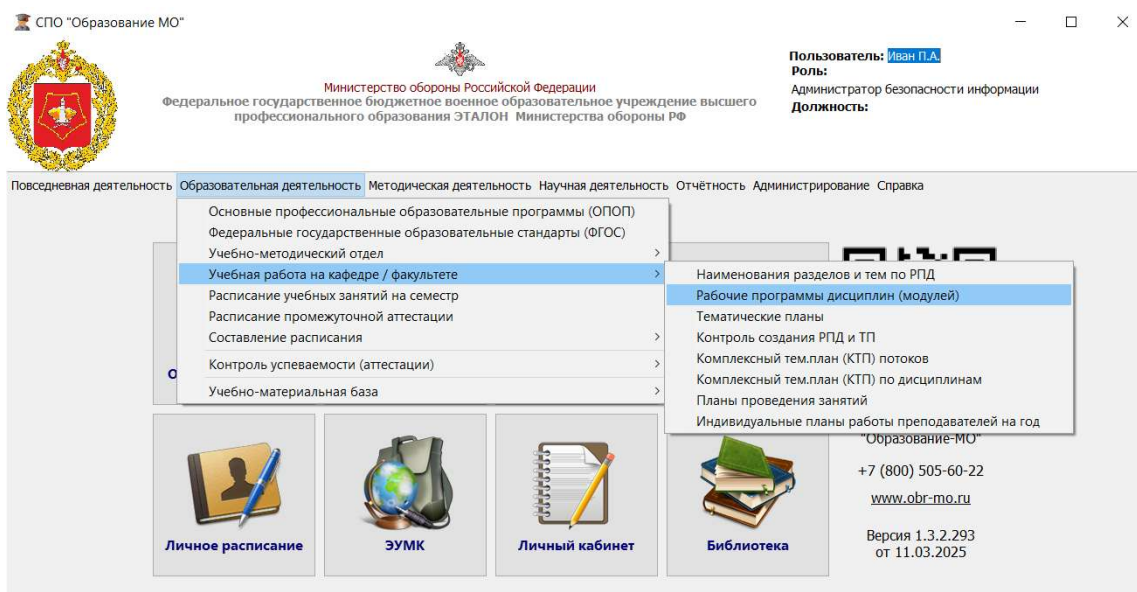 СПО "Образование МО"
Министерство обороны Российской Федерации
Федеральное государственное бюджетное военное образовательное учреждение высшего
профессионального образования ЭТАЛОН Министерства обороны РФ
Пользователь: Иван П.А.
Роль:
Администратор безопасности информации
Должность:
Повседневная деятельность Образовательная деятельность Методическая деятельность Научная деятельность Отчётность Администрирование Справка
Основные профессиональные образовательные программы (ОПОП)
Федеральные государственные образовательные стандарты (ФГОС)
Учебно-методический отдел
Учебная работа на кафедре / факультете
Расписание учебных занятий на семестр
Расписание промежуточной аттестации
Составление расписания
Контроль успеваемости (аттестации)
Учебно-материальная база
Наименования разделов и тем по РПД
Рабочие программы дисциплин (модулей)
Тематические планы
Контроль создания РПД и ТП
Комплексный тем.план (КТП) потоков
Комплексный тем.план (КТП) по дисциплинам
Планы проведения занятий
Индивидуальные планы работы преподавателей на год
"Образование-МО"
+7 (800) 505-60-22
www.obr-mo.ru
Версия 1.3.2.293
от 11.03.2025
Личное расписание
ЭУМК
Личный кабинет
Библиотека